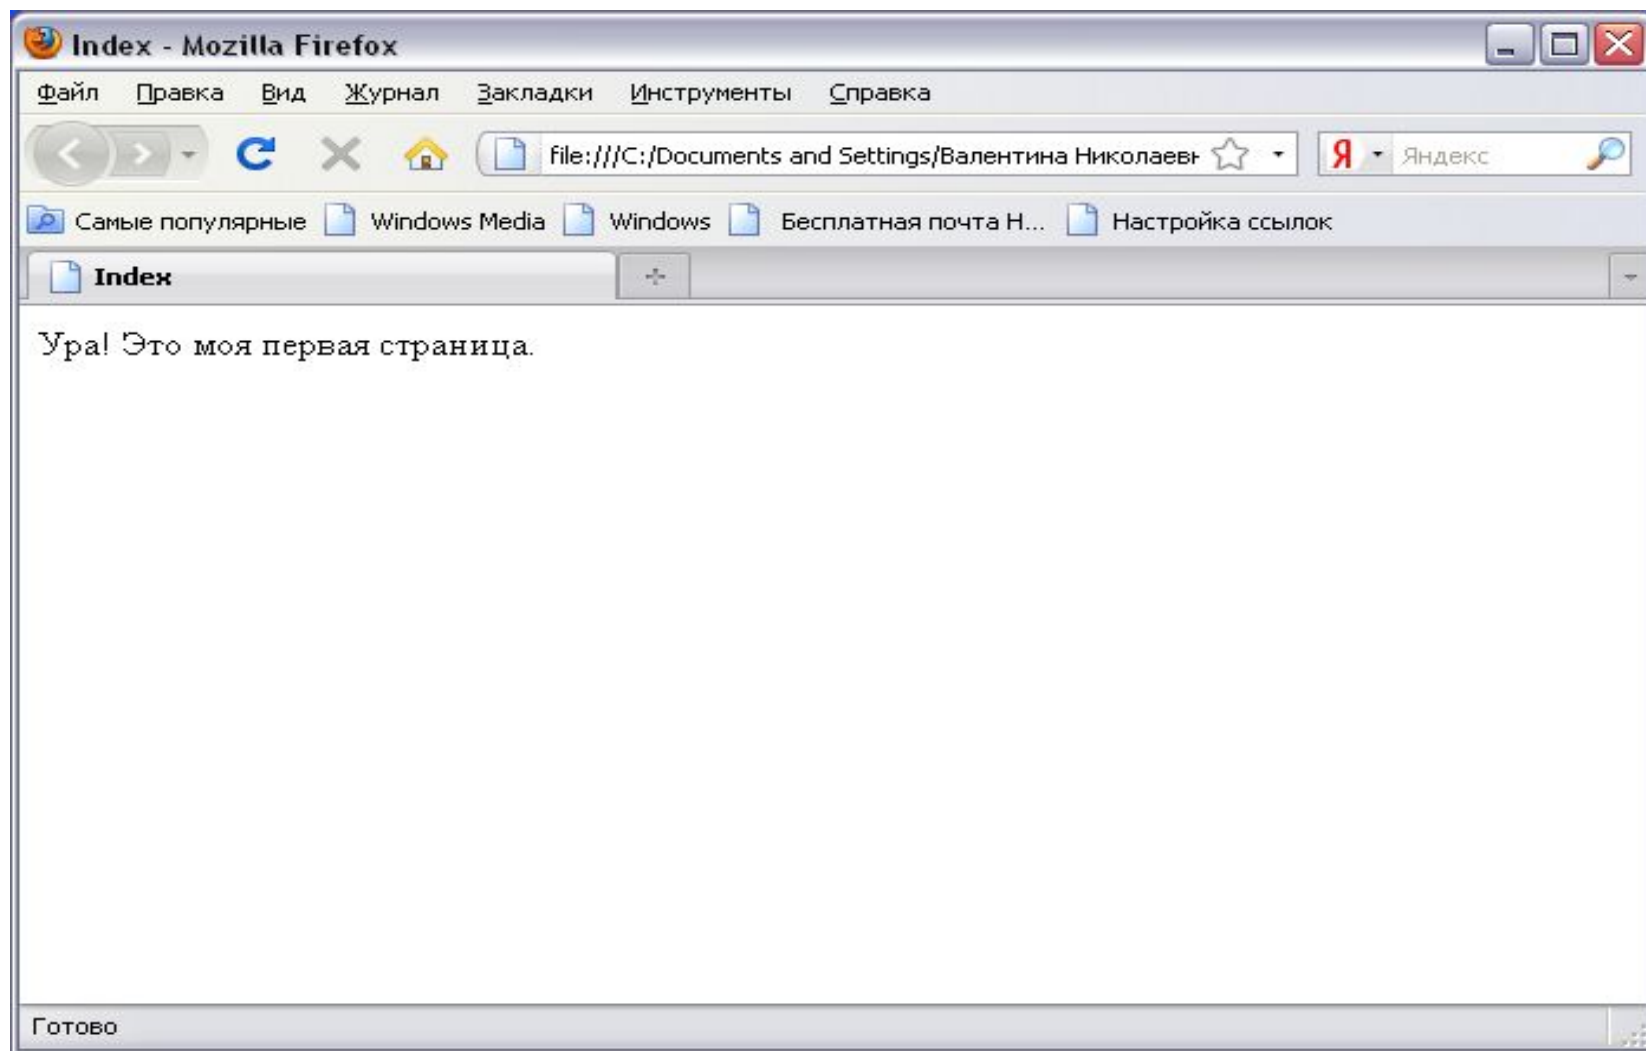 Index - Mozilla Firefox
Файл Правка Вид Журнал Закладки Инструменты Справка
file:///C:/Documents and Settings/Валентина Николаевн Я Яндекс
Самые популярные Windows Media Windows Бесплатная почта H... Настройка ссылок
Index
Ура! Это моя первая страница.
Готово